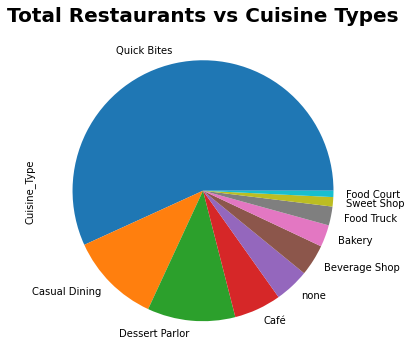 Total Restaurants vs Cuisine Types
Quick Bites
Cuisine_Type
Food Court
Sweet Shop
Food Truck
Bakery
Beverage Shop
none
Café
Dessert Parlor
Casual Dining